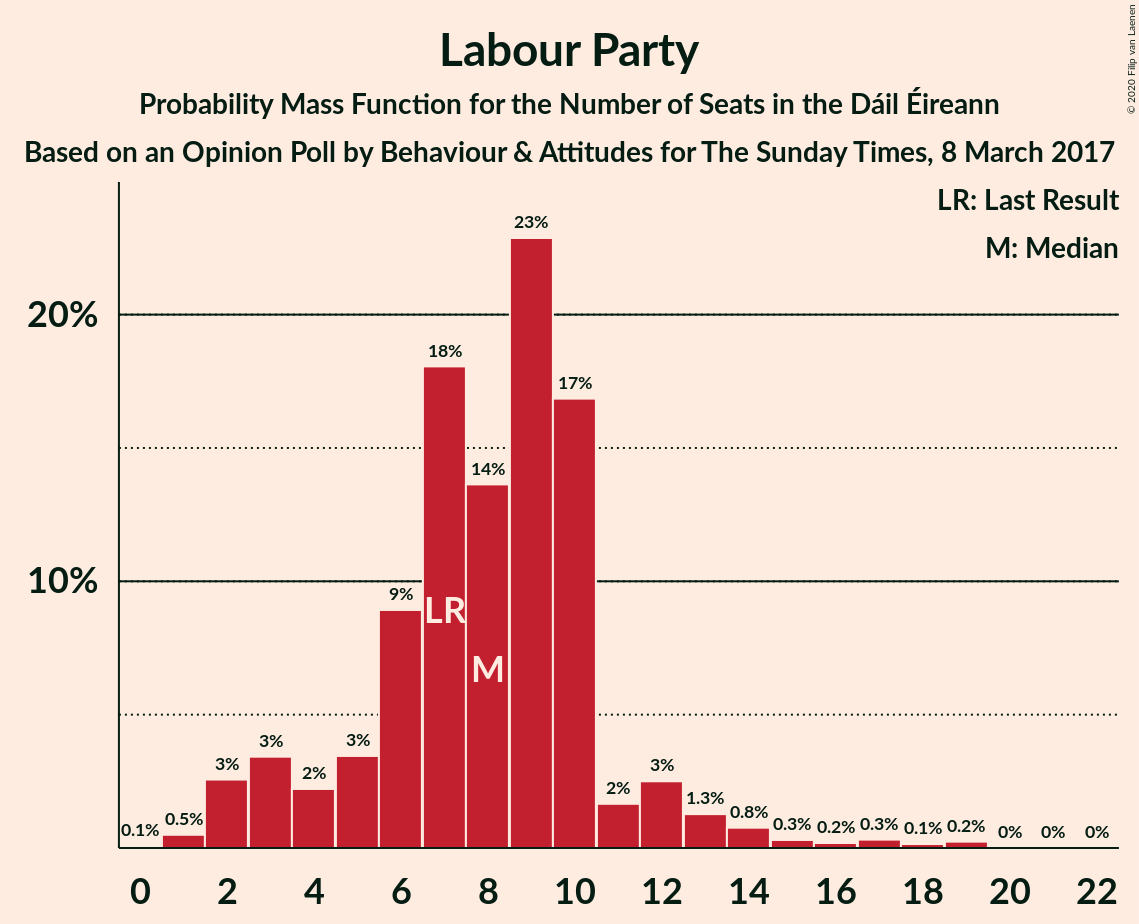 Labour Party
Probability Mass Function for the Number of Seats in the Dáil Éireann
Based on an Opinion Poll by Behaviour & Attitudes for The Sunday Times, 8 March 2017
© 2020 Filip van Laenen
LR: Last Result
M: Median
20%
10%
0.1%
0.5%
3%
3%
2%
3%
9%
18%
14%
23%
17%
2%
3%
1.3%
0.8%
0.3%
0.2%
0.3%
0.1%
0.2%
0%
0%
0%
LR
M
0 2 4 6 8 10 12 14 16 18 20 22